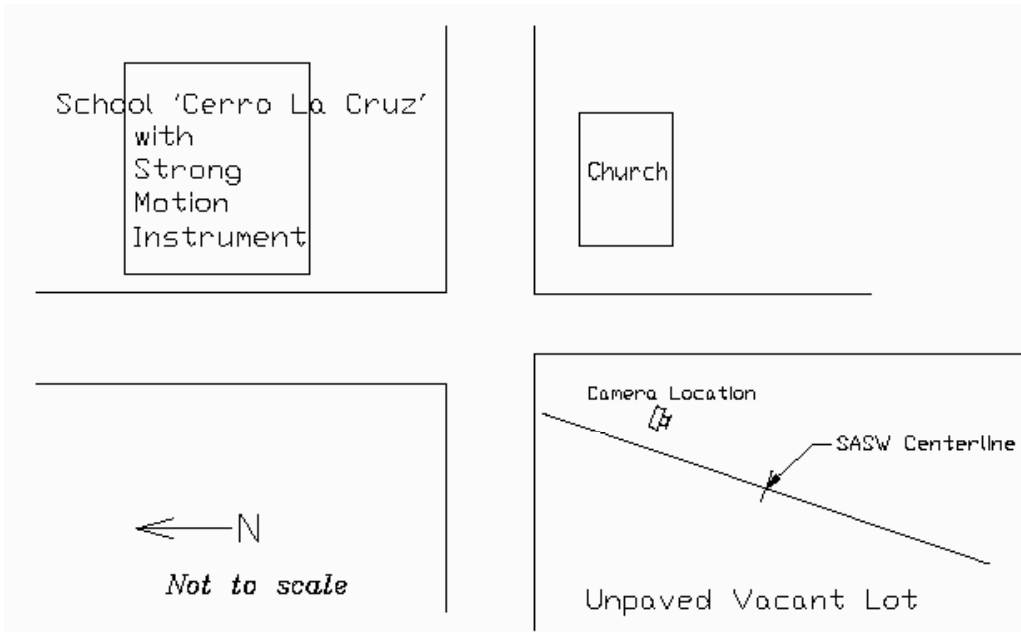 School 'Cerro La Cruz'
with
Strong
Motion
Instrument
Church
Camera Location
SASW Centerline
N
Not to scale
Unpaved Vacant Lot